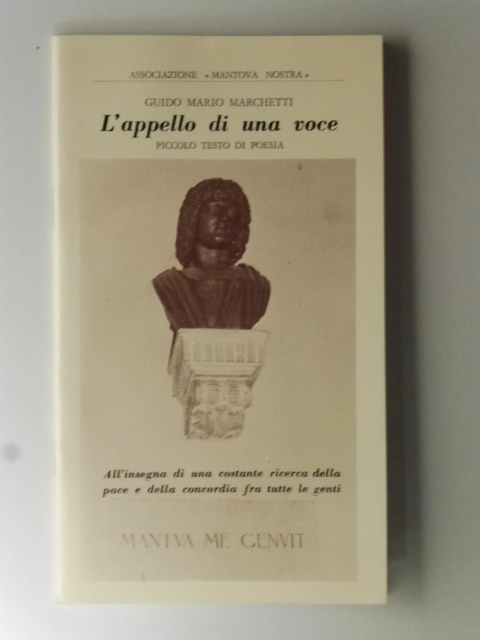 ASSOCIAZIONE « MANTOVA NOSTRA »
GUIDO MARIO MARCHETTI
L'appello di una voce
PICCOLO TESTO DI POESIA
All'insegna di una costante ricerca della
pace e della concordia fra tutte le genti
MANTVA ME GENVIT